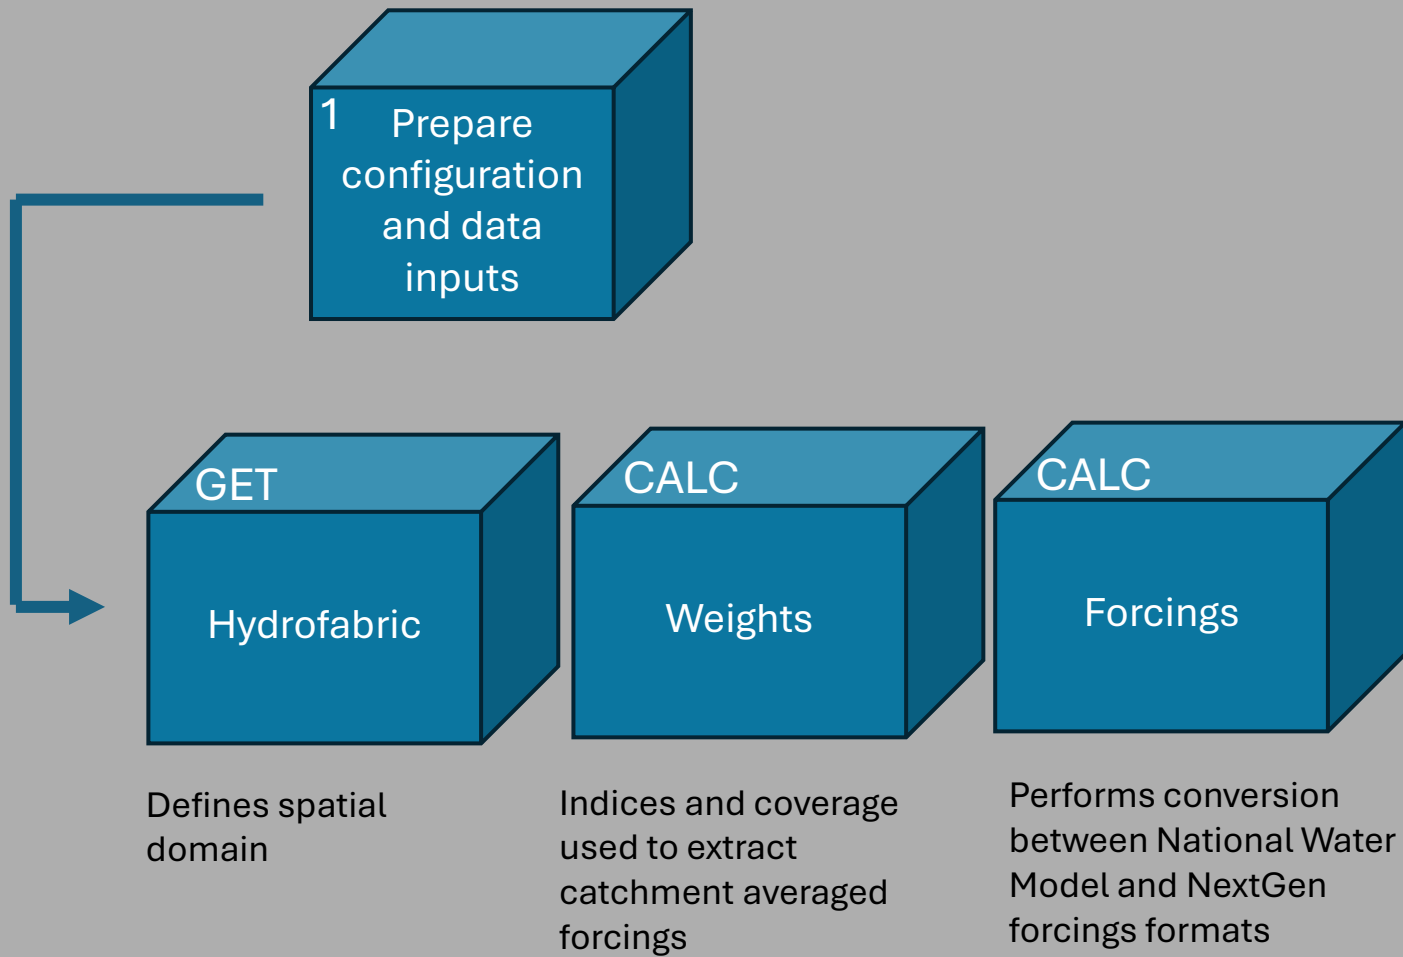 1
Prepare
configuration
and data
inputs
GET
Hydrofabric
Defines spatial
domain
CALC
Weights
Indices and coverage
used to extract
catchment averaged
forcings
CALC
Forcings
Performs conversion
between National Water
Model and NextGen
forcings formats